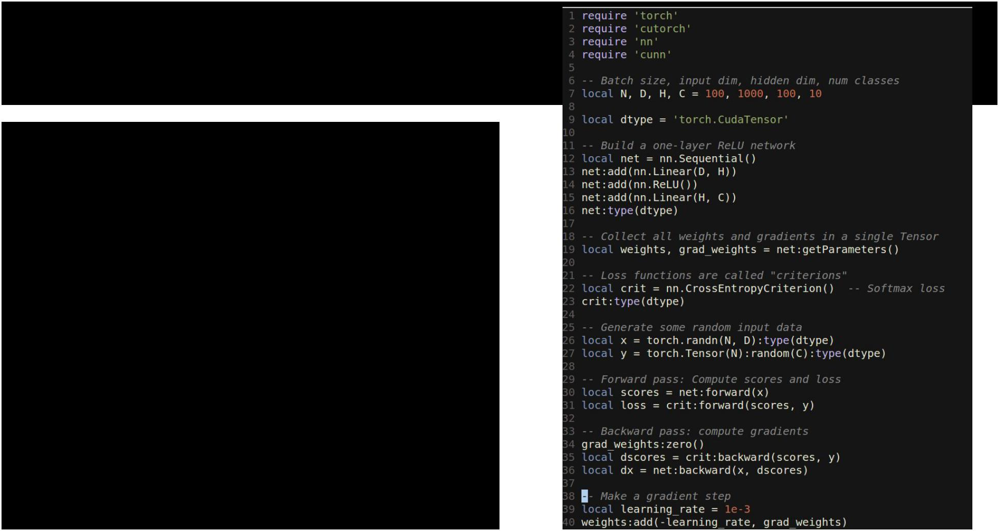 1 require 'torch'
2 require 'cutorch'
3 require 'nn'
4 require 'cunn'
5
6 -- Batch size, input dim, hidden dim, num classes
7 local N, D, H, C = 100, 1000, 100, 10
8
9 local dtype = 'torch.CudaTensor'
10
11 -- Build a one-layer ReLU network
12 local net = nn.Sequential()
13 net:add(nn.Linear(D, H))
14 net:add(nn.ReLU())
15 net:add(nn.Linear(H, C))
16 net:type(dtype)
17
18 -- Collect all weights and gradients in a single Tensor
19 local weights, grad_weights = net:getParameters()
20
21 -- Loss functions are called "criterions"
22 local crit = nn.CrossEntropyCriterion()  -- Softmax loss
23 crit:type(dtype)
24
25 -- Generate some random input data
26 local x = torch.randn(N, D):type(dtype)
27 local y = torch.Tensor(N):random(C):type(dtype)
28
29 -- Forward pass: Compute scores and loss
30 local scores = net:forward(x)
31 local loss = crit:forward(scores, y)
32
33 -- Backward pass: compute gradients
34 grad_weights:zero()
35 local dscores = crit:backward(scores, y)
36 local dx = net:backward(x, dscores)
37
38 -- Make a gradient step
39 local learning_rate = 1e-3
40 weights:add(-learning_rate, grad_weights)